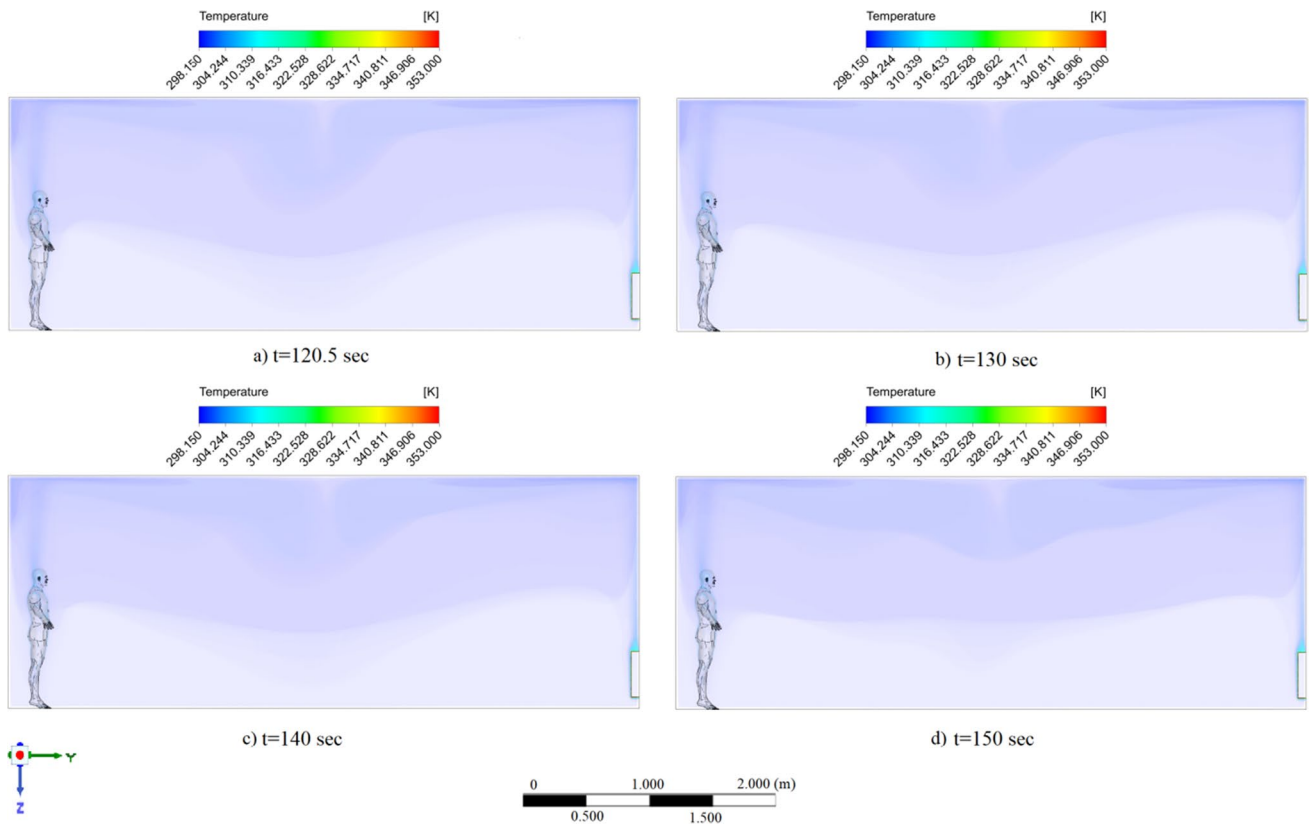 Temperature [K]
298.150 304.244 310.339 316.433 322.528 328.622 334.717 340.811 346.906 353.000
Temperature [K]
298.150 304.244 310.339 316.433 322.528 328.622 334.717 340.811 346.906 353.000
a) t=120.5 sec
b) t=130 sec
Temperature [K]
298.150 304.244 310.339 316.433 322.528 328.622 334.717 340.811 346.906 353.000
Temperature [K]
298.150 304.244 310.339 316.433 322.528 328.622 334.717 340.811 346.906 353.000
c) t=140 sec
d) t=150 sec
Y
Z
0 1.000 2.000 (m)
0.500 1.500